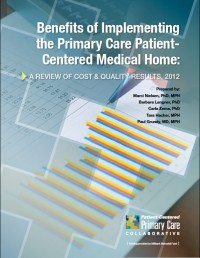 Benefits of Implementing
the Primary Care Patient-
Centered Medical Home:
A REVIEW OF COST & QUALITY RESULTS, 2012
Prepared by:
Marci Nielsen, PhD, MPH
Barbara Langner, PhD
Carla Zema, PhD
Tara Hacker, MSPH
Paul Grundy, MD, MPH
Patient-Centered
Primary Care
COLLABORATIVE